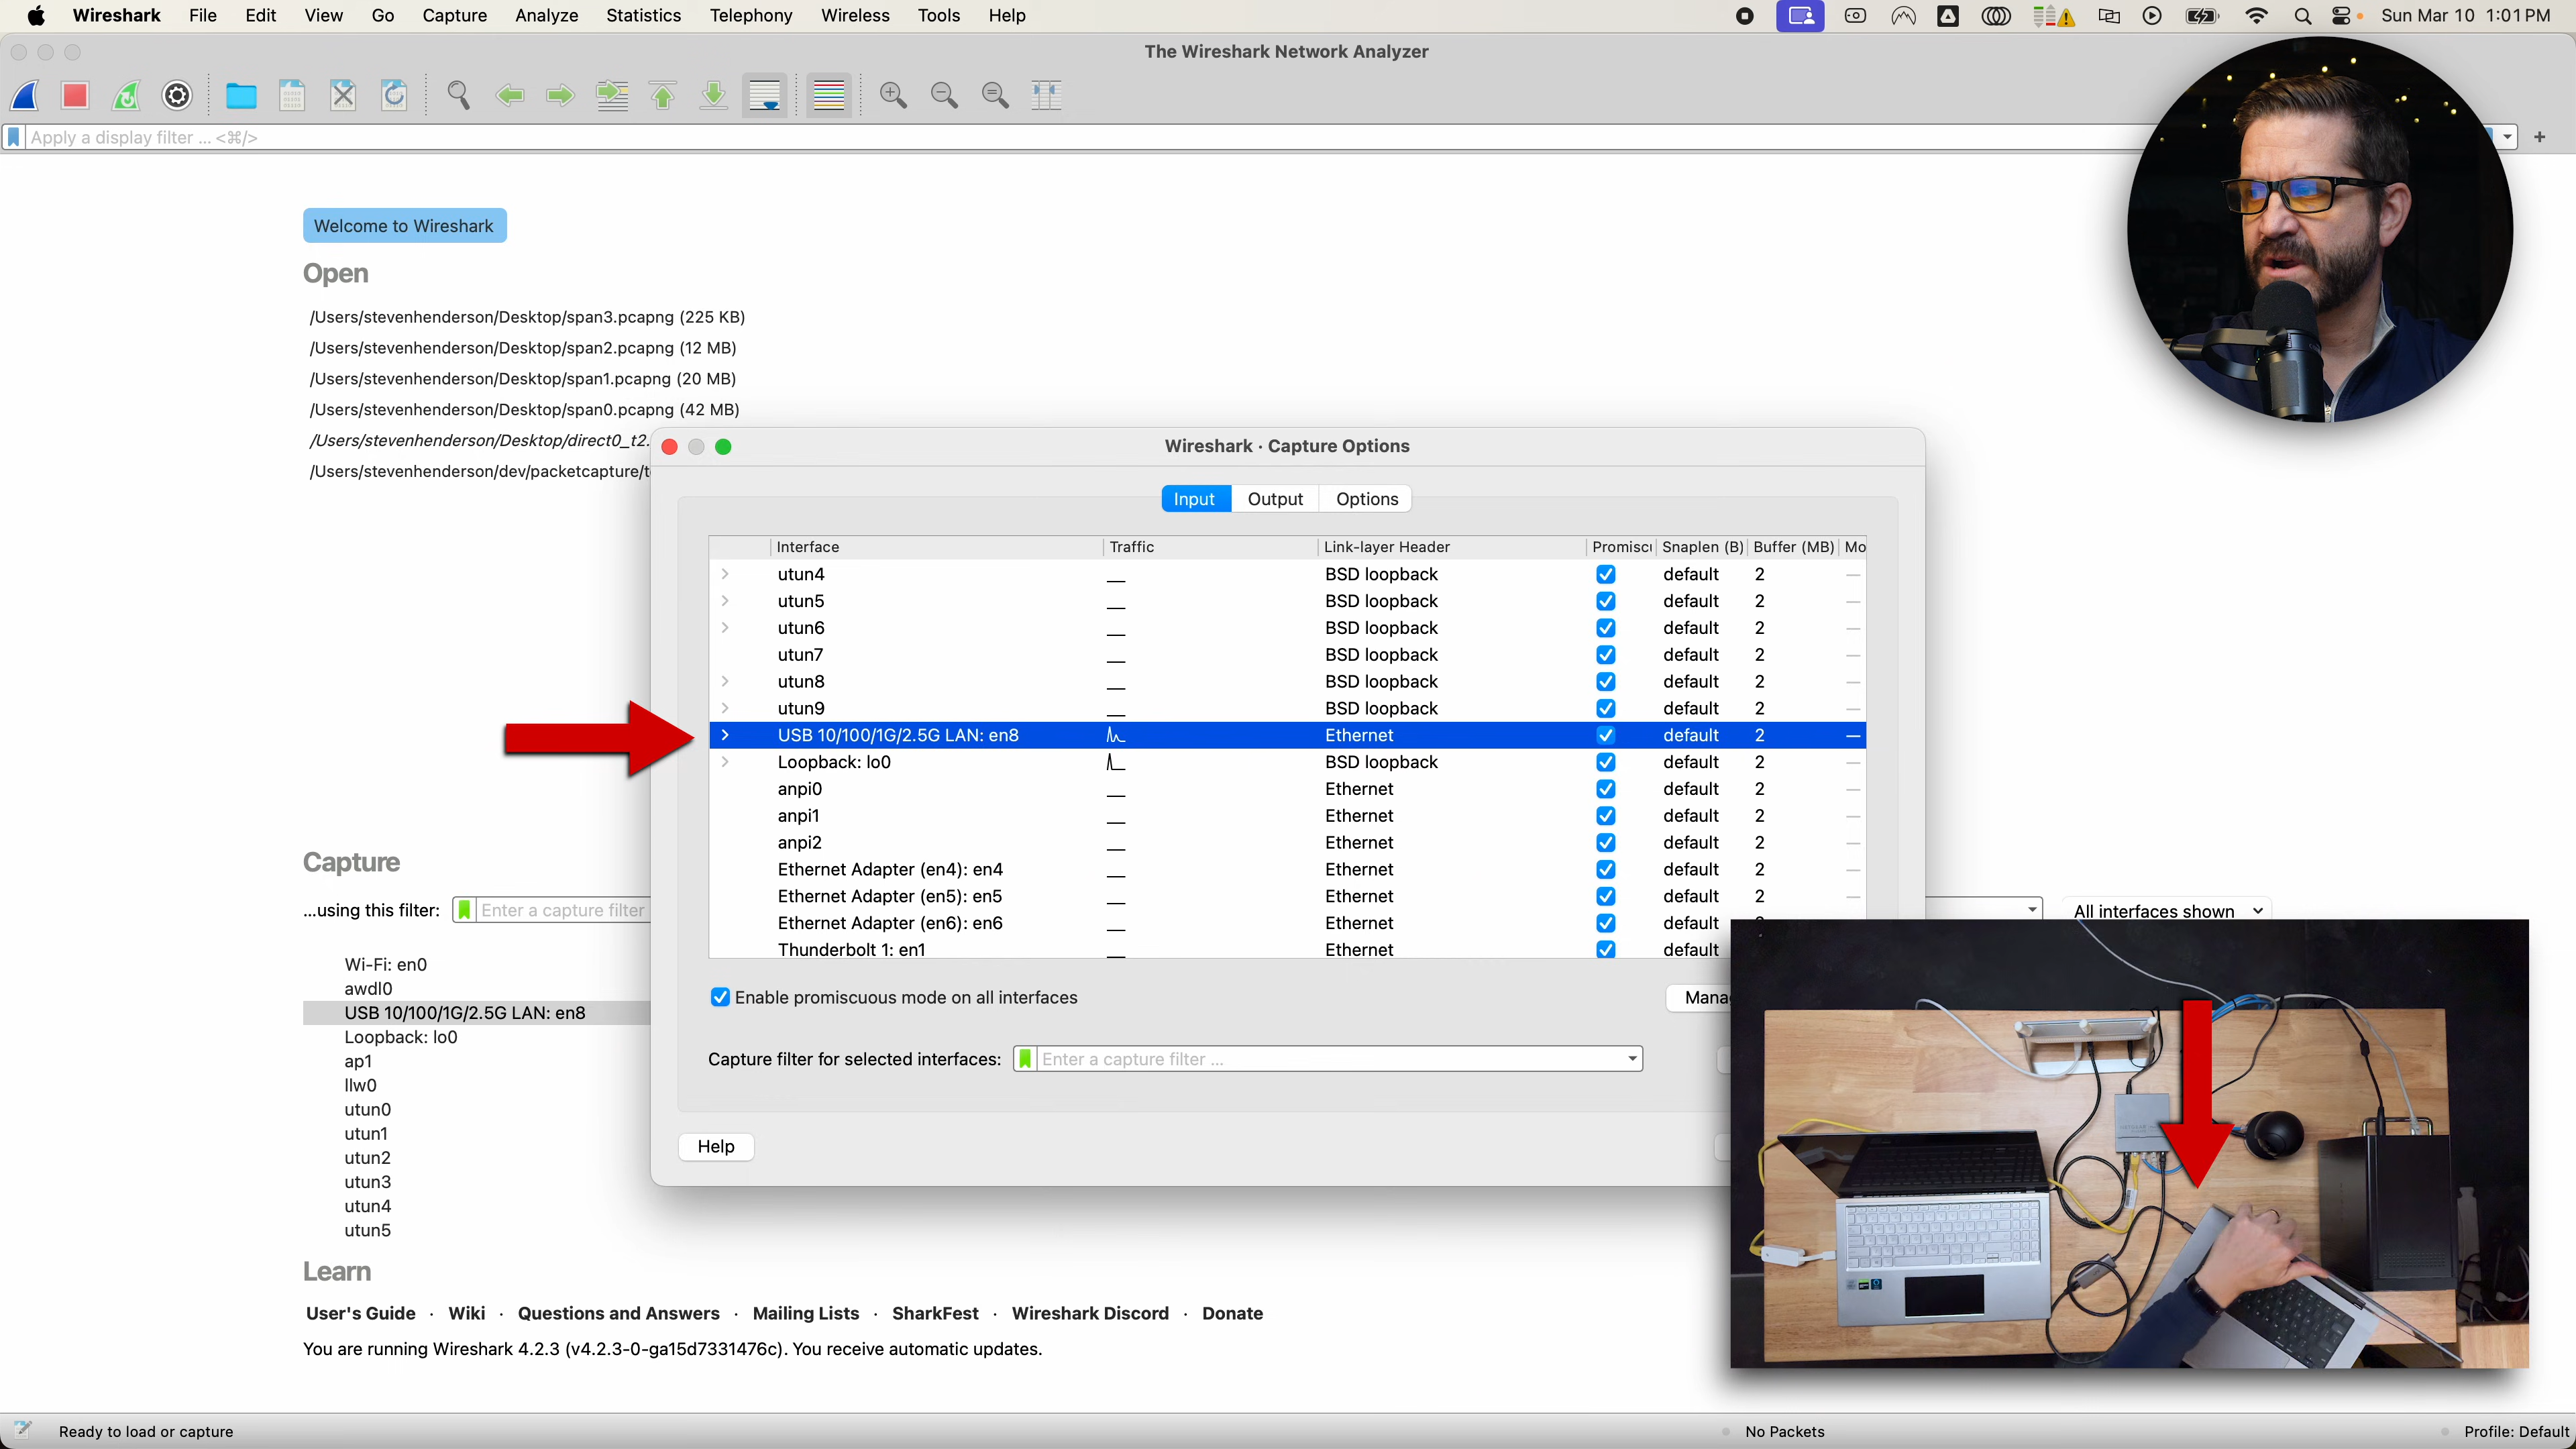 Wireshark File Edit View Go Capture Analyze Statistics Telephony Wireless Tools Help Sun Mar 10 1:01 PM
The Wireshark Network Analyzer
Apply a display filter ... <⌘/>
Welcome to Wireshark
Open
/Users/stevenhenderson/Desktop/span3.pcapng (225 KB)
/Users/stevenhenderson/Desktop/span2.pcapng (12 MB)
/Users/stevenhenderson/Desktop/span1.pcapng (20 MB)
/Users/stevenhenderson/Desktop/span0.pcapng (42 MB)
/Users/stevenhenderson/Desktop/direct0_t2.
/Users/stevenhenderson/dev/packetcapture/t
Wireshark · Capture Options
Input Output Options
Interface Traffic Link-layer Header Promisc Snaplen (B) Buffer (MB) Mo
utun4 BSD loopback default 2 —
utun5 BSD loopback default 2 —
utun6 BSD loopback default 2 —
utun7 BSD loopback default 2 —
utun8 BSD loopback default 2 —
utun9 BSD loopback default 2 —
USB 10/100/1G/2.5G LAN: en8 Ethernet default 2 —
Loopback: lo0 BSD loopback default 2 —
anpi0 Ethernet default 2 —
anpi1 Ethernet default 2 —
anpi2 Ethernet default 2 —
Ethernet Adapter (en4): en4 Ethernet default 2 —
Ethernet Adapter (en5): en5 Ethernet default 2 —
Ethernet Adapter (en6): en6 Ethernet default
Thunderbolt 1: en1 Ethernet default
Enable promiscuous mode on all interfaces Mana
Capture filter for selected interfaces: Enter a capture filter ...
Help
Capture
...using this filter: Enter a capture filter All interfaces shown
Wi-Fi: en0
awdl0
USB 10/100/1G/2.5G LAN: en8
Loopback: lo0
ap1
llw0
utun0
utun1
utun2
utun3
utun4
utun5
Learn
User's Guide · Wiki · Questions and Answers · Mailing Lists · SharkFest · Wireshark Discord · Donate
You are running Wireshark 4.2.3 (v4.2.3-0-ga15d7331476c). You receive automatic updates.
Ready to load or capture No Packets Profile: Default